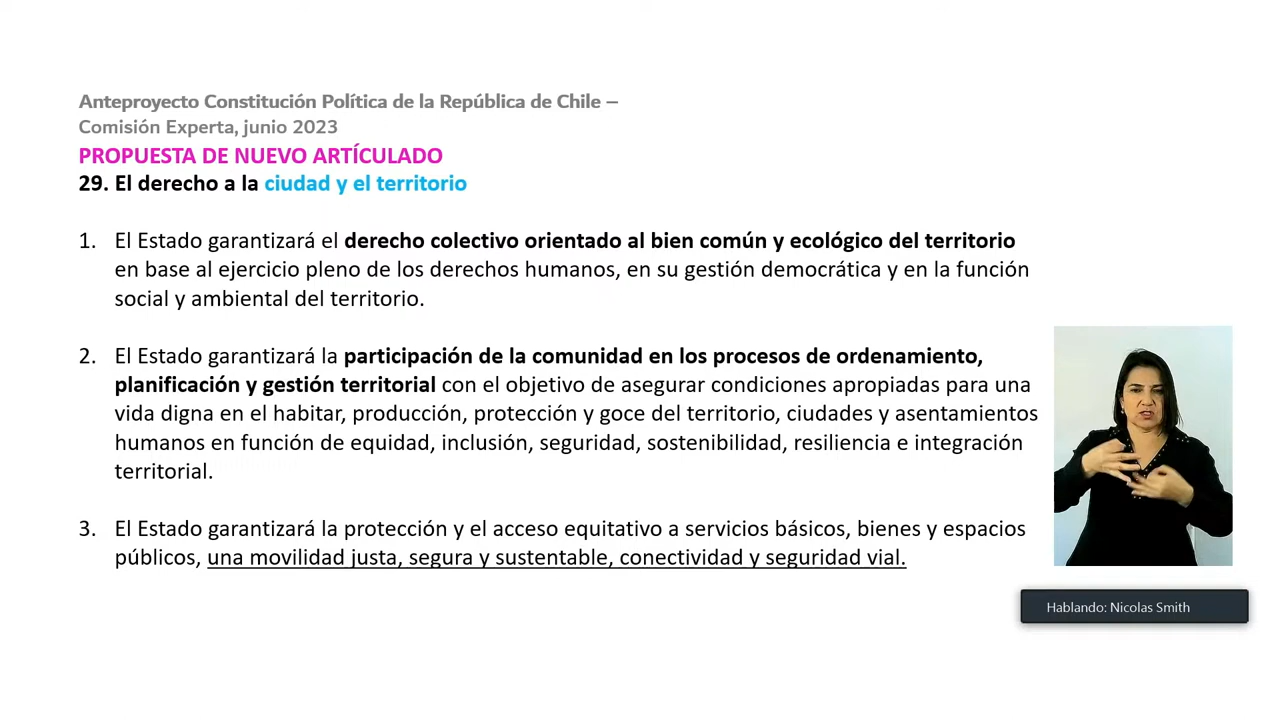 Anteproyecto Constitución Política de la República de Chile –
Comisión Experta, junio 2023
PROPUESTA DE NUEVO ARTÍCULADO
29. El derecho a la ciudad y el territorio
1. El Estado garantizará el derecho colectivo orientado al bien común y ecológico del territorio
en base al ejercicio pleno de los derechos humanos, en su gestión democrática y en la función
social y ambiental del territorio.
2. El Estado garantizará la participación de la comunidad en los procesos de ordenamiento,
planificación y gestión territorial con el objetivo de asegurar condiciones apropiadas para una
vida digna en el habitar, producción, protección y goce del territorio, ciudades y asentamientos
humanos en función de equidad, inclusión, seguridad, sostenibilidad, resiliencia e integración
territorial.
3. El Estado garantizará la protección y el acceso equitativo a servicios básicos, bienes y espacios
públicos, una movilidad justa, segura y sustentable, conectividad y seguridad vial.
Hablando: Nicolas Smith